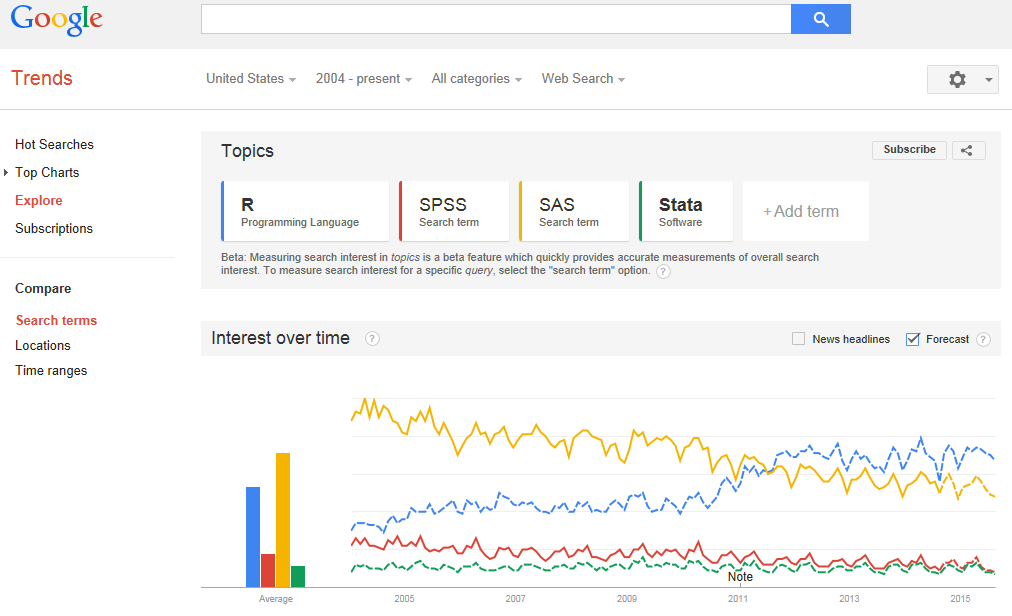 Google
Trends
United States
2004 - present
All categories
Web Search
Hot Searches
Top Charts
Explore
Subscriptions
Compare
Search terms
Locations
Time ranges
Topics
Subscribe
R
Programming Language
SPSS
Search term
SAS
Search term
Stata
Software
+Add term
Beta: Measuring search interest in topics is a beta feature which quickly provides accurate measurements of overall search
interest. To measure search interest for a specific query, select the "search term" option. ?
Interest over time ?
News headlines
Forecast ?
Note
Average
2005
2007
2009
2011
2013
2015